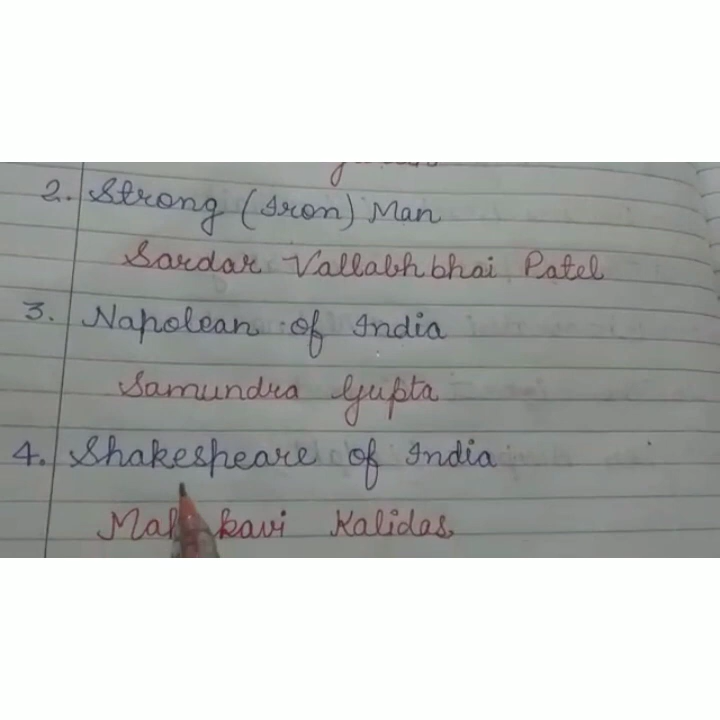 2. Strong (Iron) Man
Sardar Vallabhbhai Patel
3. Napolean of India
Samundra Gupta
4. Shakespeare of India
Kalidas